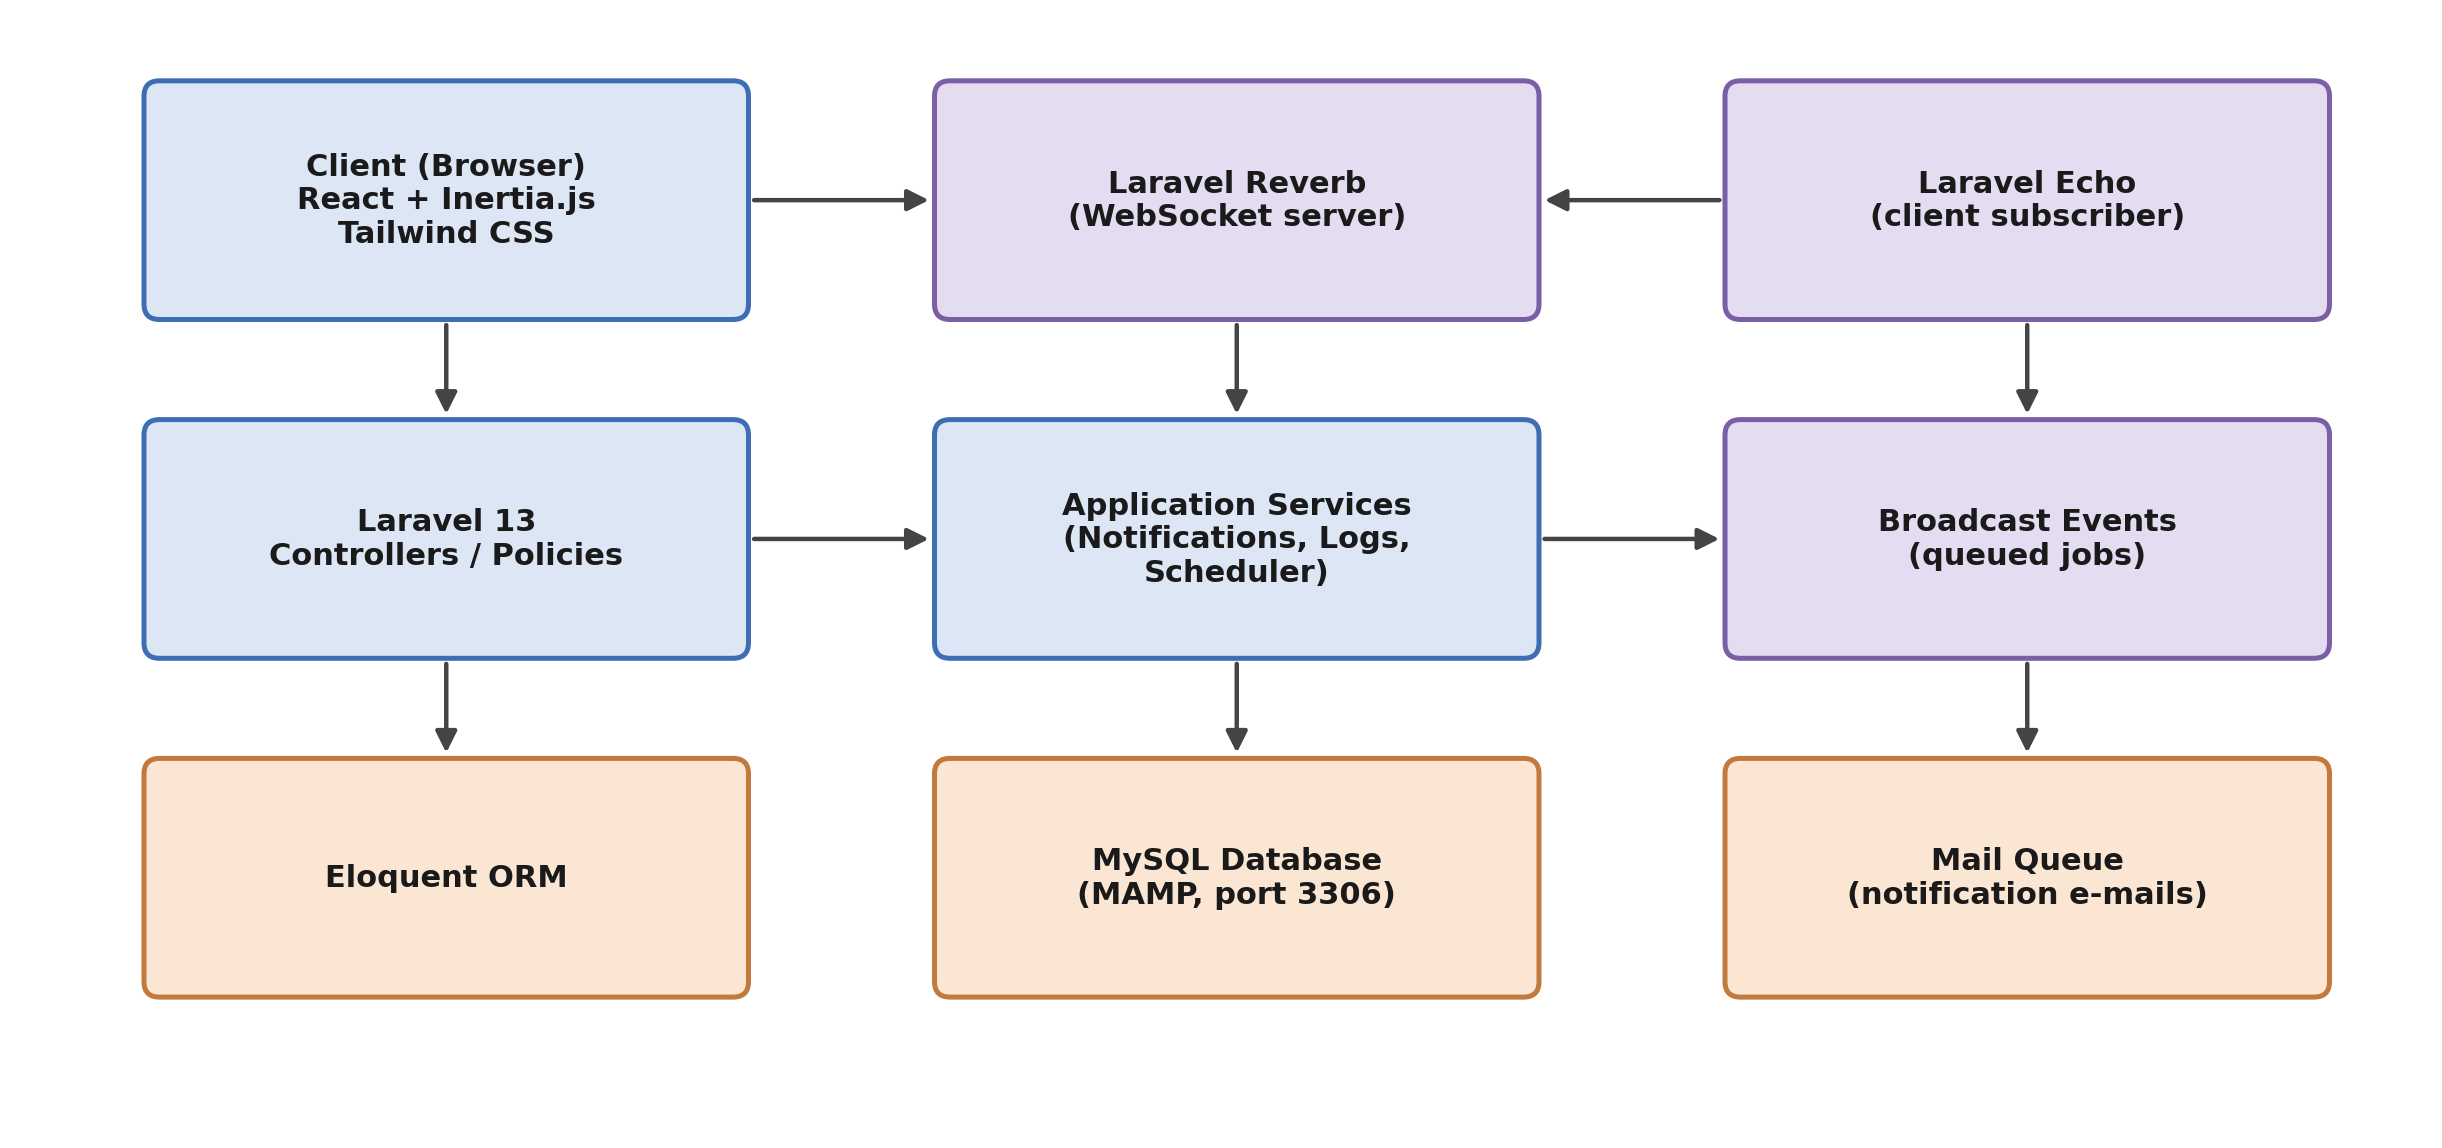 Client (Browser)
React + Inertia.js
Tailwind CSS
Laravel Reverb
(WebSocket server)
Laravel Echo
(client subscriber)
Laravel 13
Controllers / Policies
Application Services
(Notifications, Logs,
Scheduler)
Broadcast Events
(queued jobs)
Eloquent ORM
MySQL Database
(MAMP, port 3306)
Mail Queue
(notification e-mails)